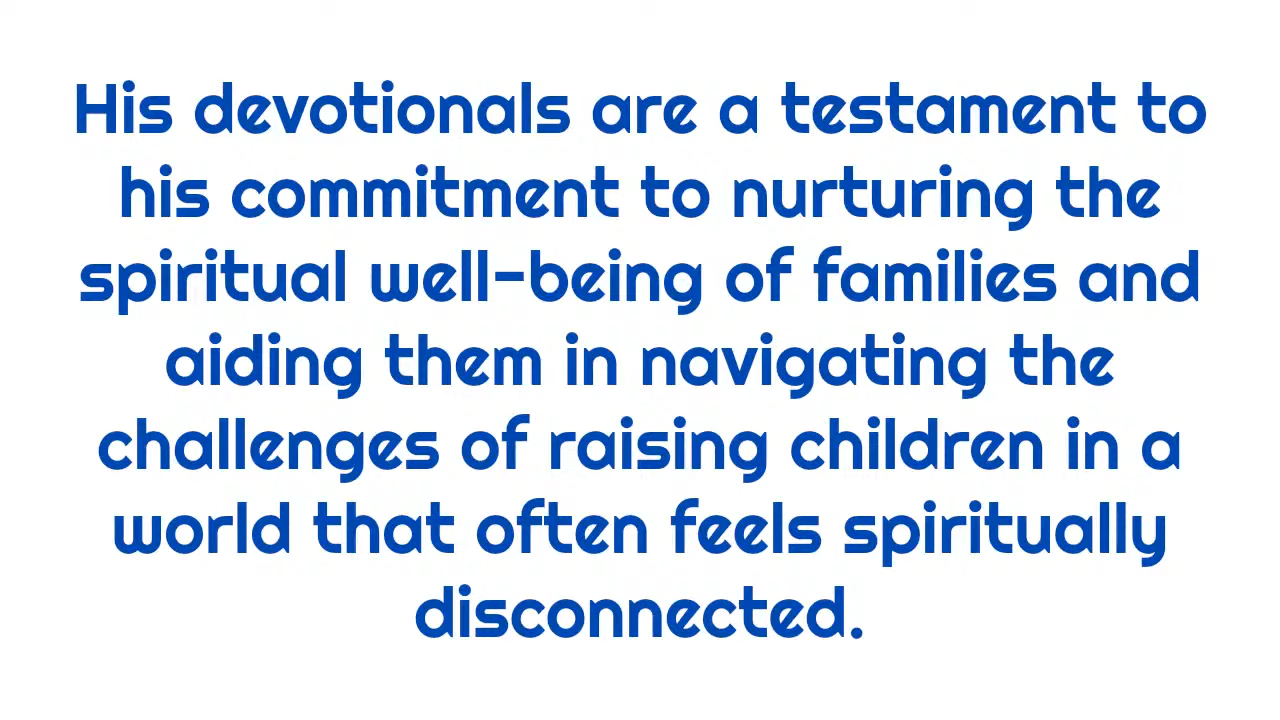 His devotionals are a testament to
his commitment to nurturing the
spiritual well-being of families and
aiding them in navigating the
challenges of raising children in a
world that often feels spiritually
disconnected.